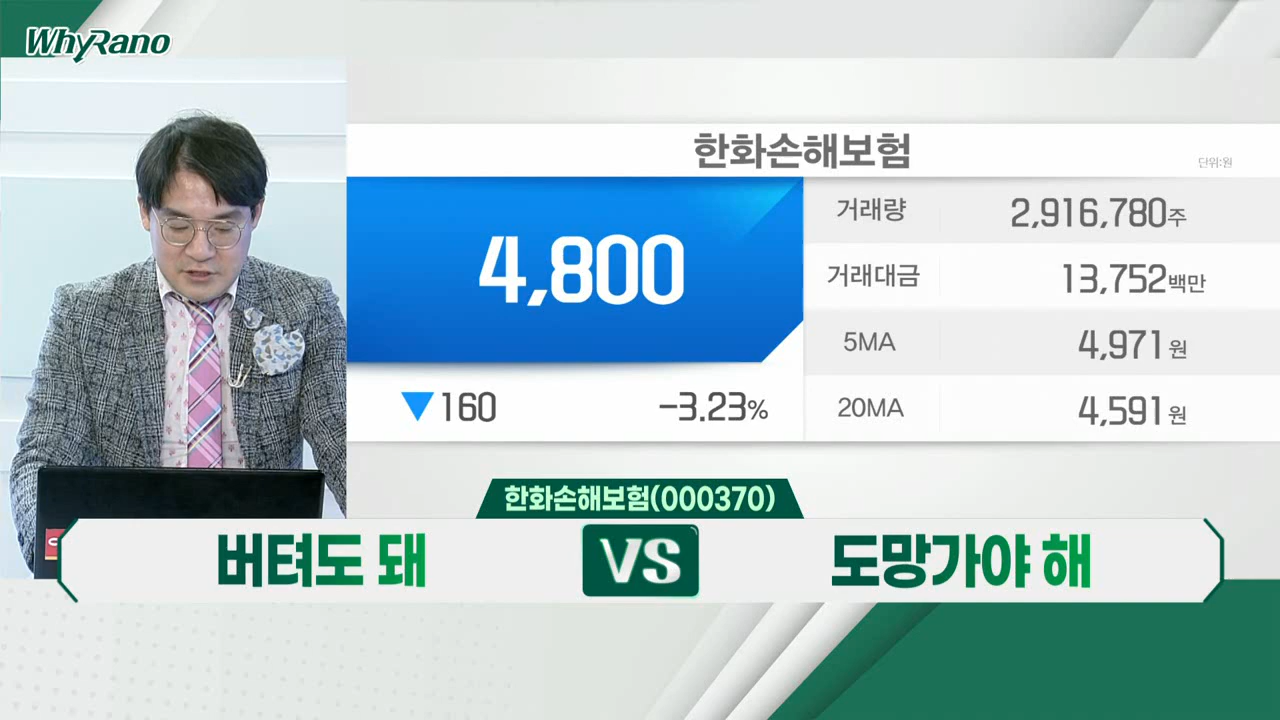 WhyRano
한화손해보험
단위:원
4,800
▼160 -3.23%
거래량 2,916,780주
거래대금 13,752백만
5MA 4,971원
20MA 4,591원
한화손해보험(000370)
버텨도 돼 VS 도망가야 해